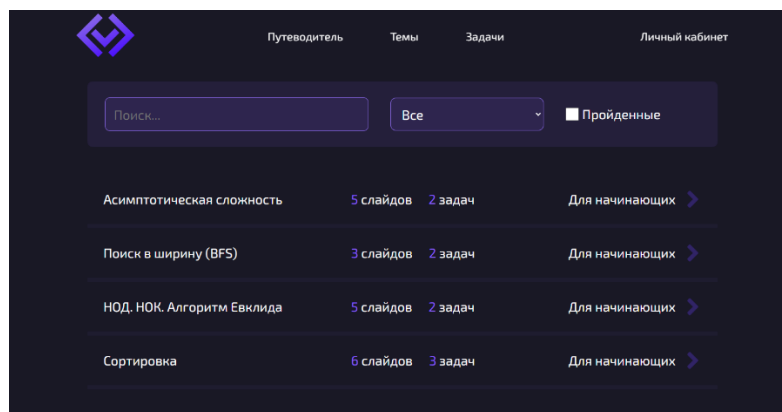 Путеводитель Темы Задачи Личный кабинет
Поиск... Все Пройденные
Асимптотическая сложность 5 слайдов 2 задач Для начинающих
Поиск в ширину (BFS) 3 слайдов 2 задач Для начинающих
НОД. НОК. Алгоритм Евклида 5 слайдов 2 задач Для начинающих
Сортировка 6 слайдов 3 задач Для начинающих